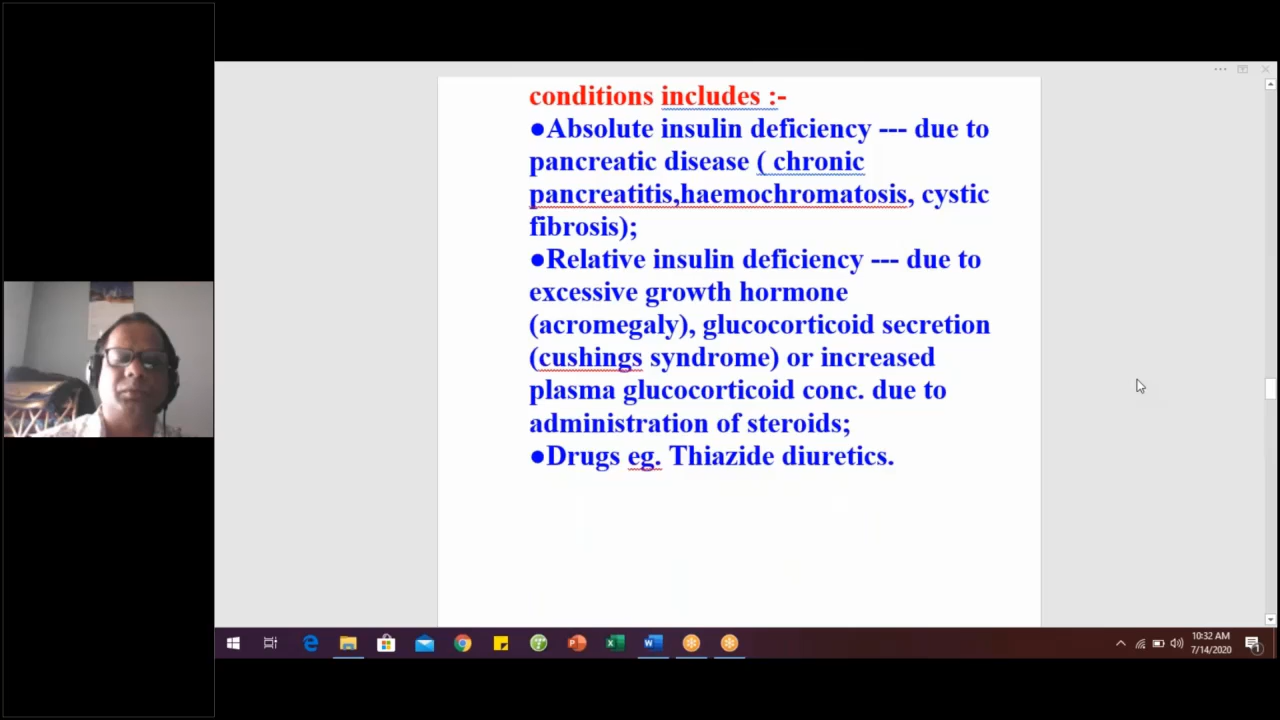 conditions includes :-
●Absolute insulin deficiency --- due to
pancreatic disease ( chronic
pancreatitis,haemochromatosis, cystic
fibrosis);
●Relative insulin deficiency --- due to
excessive growth hormone
(acromegaly), glucocorticoid secretion
(cushings syndrome) or increased
plasma glucocorticoid conc. due to
administration of steroids;
●Drugs eg. Thiazide diuretics.
10:32 AM
7/14/2020
1